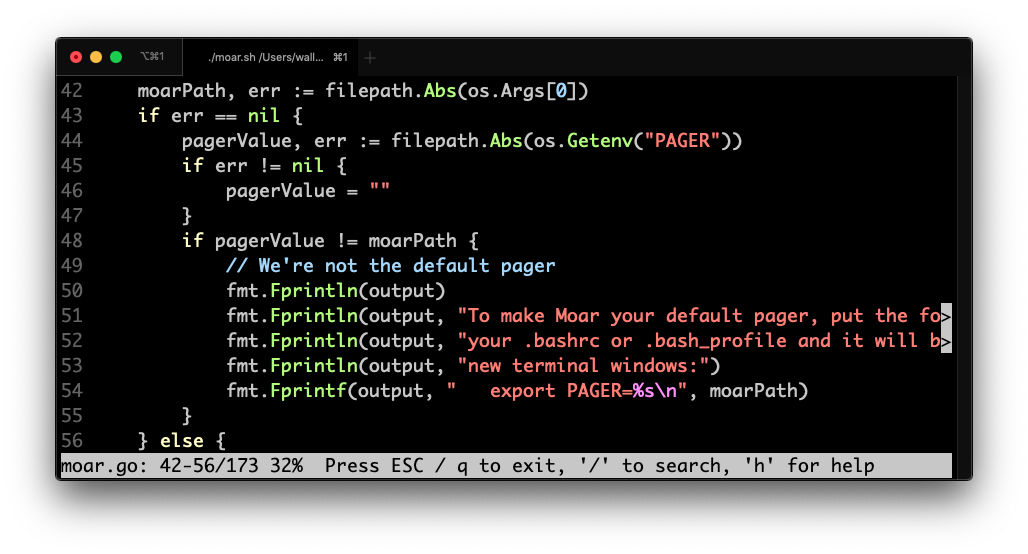 ⌥⌘1 ./moar.sh /Users/wall... ⌘1 +
42     moarPath, err := filepath.Abs(os.Args[0])
43     if err == nil {
44         pagerValue, err := filepath.Abs(os.Getenv("PAGER"))
45         if err != nil {
46             pagerValue = ""
47         }
48         if pagerValue != moarPath {
49             // We're not the default pager
50             fmt.Fprintln(output)
51             fmt.Fprintln(output, "To make Moar your default pager, put the fo>
52             fmt.Fprintln(output, "your .bashrc or .bash_profile and it will b>
53             fmt.Fprintln(output, "new terminal windows:")
54             fmt.Fprintf(output, "   export PAGER=%s\n", moarPath)
55         }
56     } else {
moar.go: 42-56/173 32%  Press ESC / q to exit, '/' to search, 'h' for help